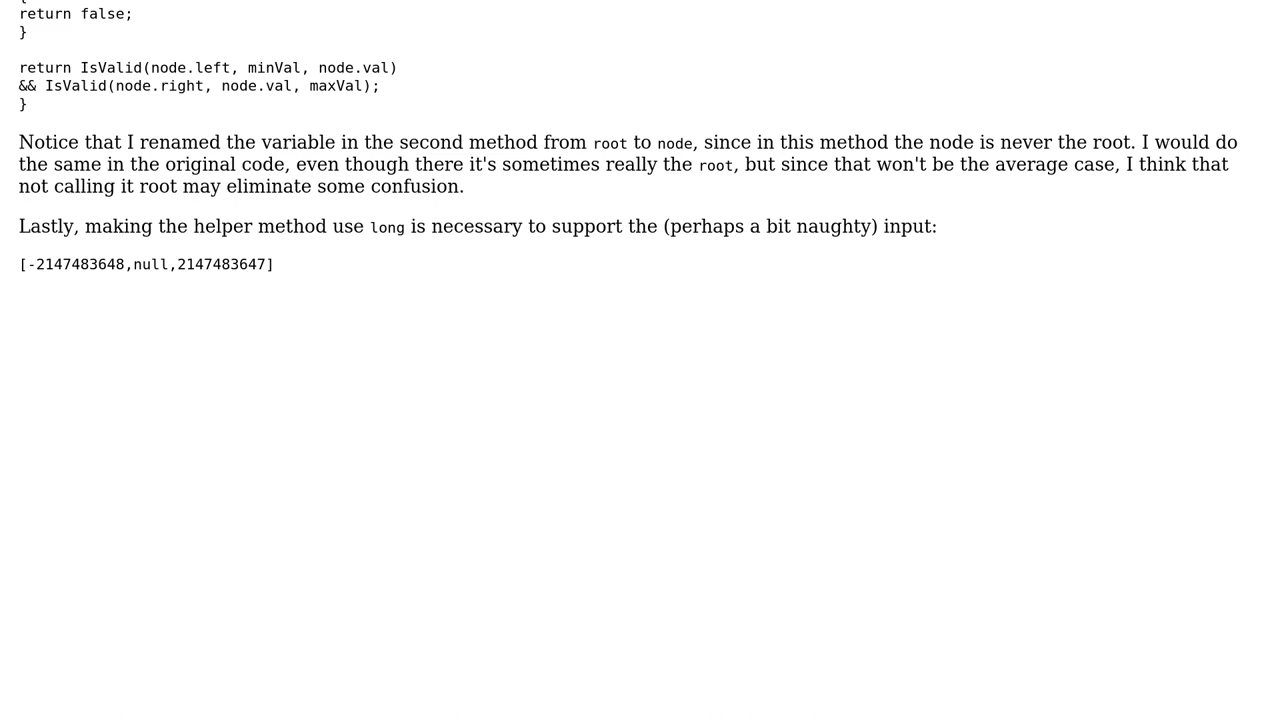 {
return false;
}
return IsValid(node.left, minVal, node.val)
&& IsValid(node.right, node.val, maxVal);
}
Notice that I renamed the variable in the second method from root to node, since in this method the node is never the root. I would do
the same in the original code, even though there it's sometimes really the root, but since that won't be the average case, I think that
not calling it root may eliminate some confusion.
Lastly, making the helper method use long is necessary to support the (perhaps a bit naughty) input:
[-2147483648,null,2147483647]